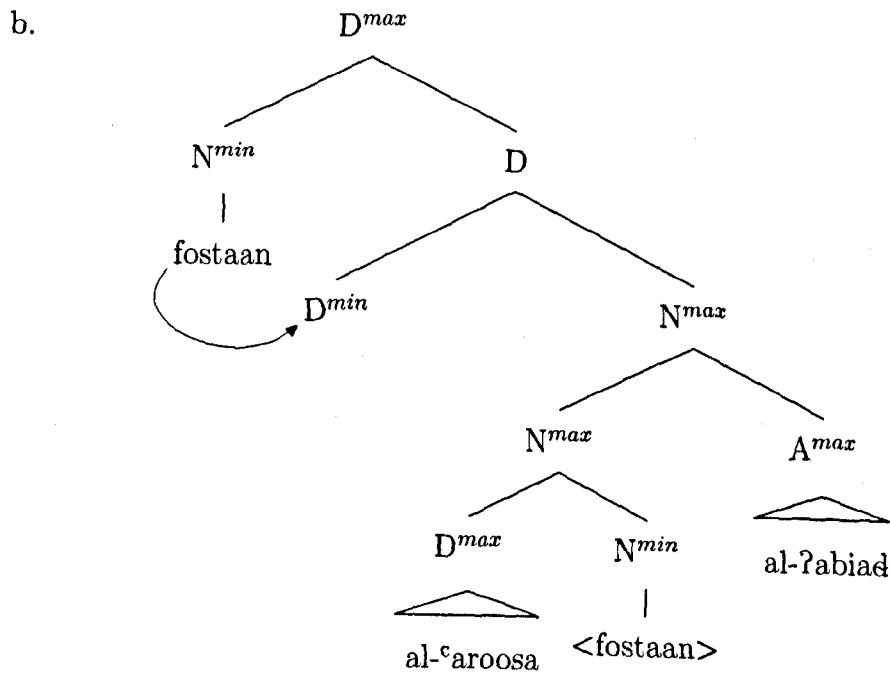 b.
D^max
N^min D
fostaan
D^min N^max
N^max A^max
D^max N^min al-ʔabiad
al-ᶜaroosa <fostaan>